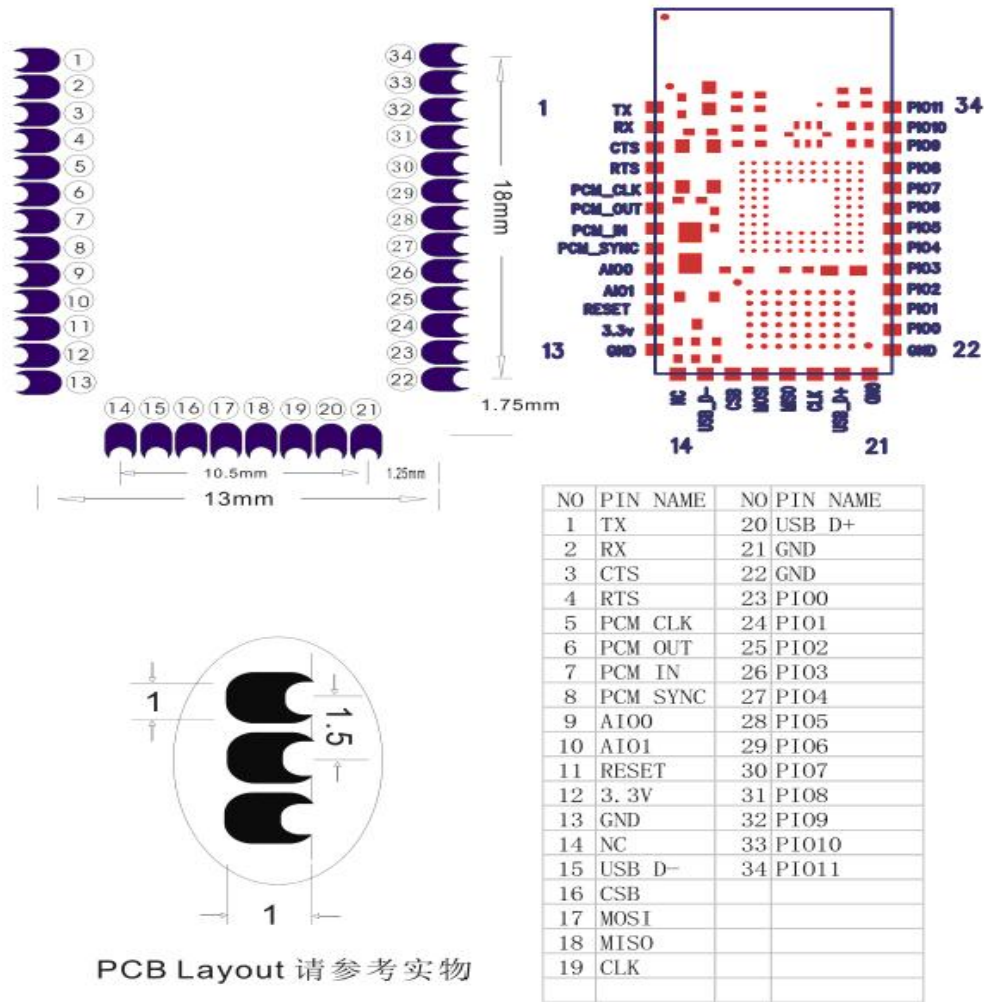 1
2
3
4
5
6
7
8
9
10
11
12
13
34
33
32
31
30
29
28
27
26
25
24
23
22
14 15 16 17 18 19 20 21
18mm
1.75mm
10.5mm
1.25mm
13mm
1
13
34
22
TX
RX
CTS
RTS
PCM_CLK
PCM_OUT
PCM_IN
PCM_SYNC
AIO0
AIO1
RESET
3.3v
GND
PIO11
PIO10
PIO9
PIO8
PIO7
PIO6
PIO5
PIO4
PIO3
PIO2
PIO1
PIO0
GND
NC
USB_D-
CSB
MOSI
MISO
CLK
USB_D+
GND
14
21
NO PIN NAME NO PIN NAME
1 TX 20 USB D+
2 RX 21 GND
3 CTS 22 GND
4 RTS 23 PIO0
5 PCM CLK 24 PIO1
6 PCM OUT 25 PIO2
7 PCM IN 26 PIO3
8 PCM SYNC 27 PIO4
9 AIO0 28 PIO5
10 AIO1 29 PIO6
11 RESET 30 PIO7
12 3.3V 31 PIO8
13 GND 32 PIO9
14 NC 33 PIO10
15 USB D- 34 PIO11
16 CSB
17 MOSI
18 MISO
19 CLK
1
1.5
1
PCB Layout 请参考实物